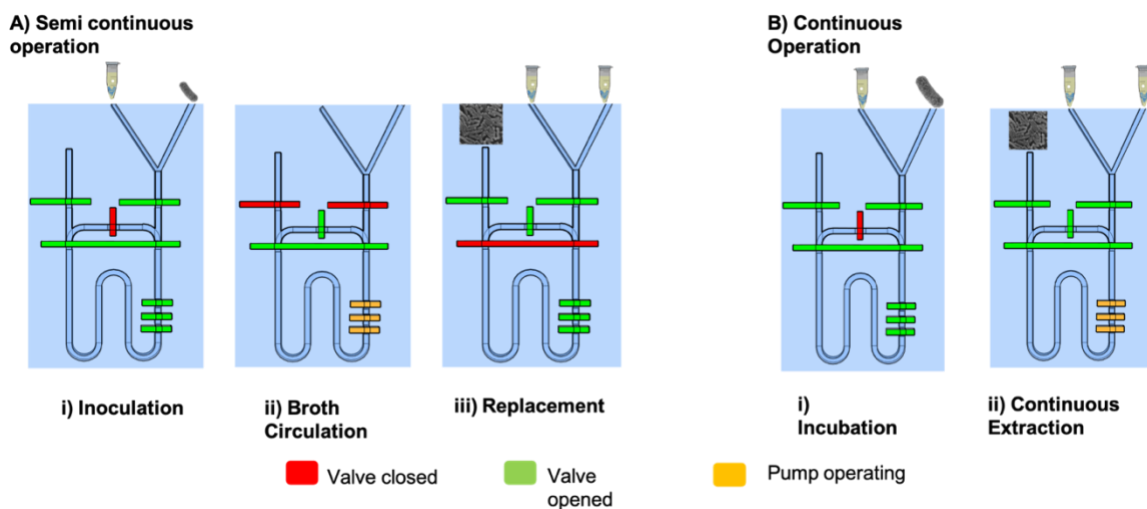 A) Semi continuous
operation
B) Continuous
Operation
i) Inoculation
ii) Broth
Circulation
iii) Replacement
i)
Incubation
ii) Continuous
Extraction
Valve closed
Valve
opened
Pump operating